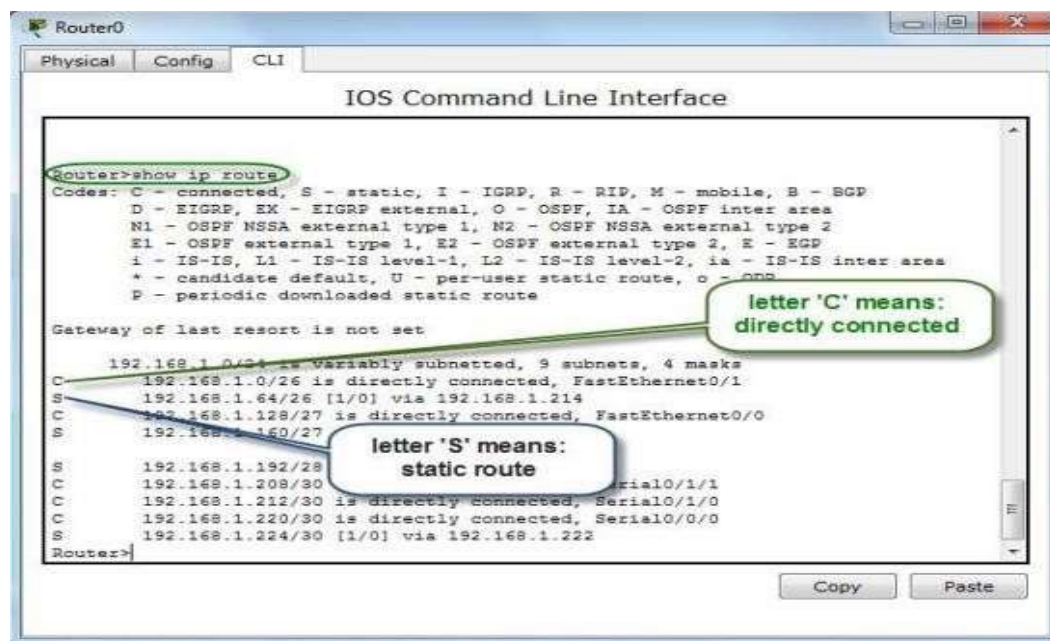 Router0
Physical Config CLI
IOS Command Line Interface
Router>show ip route
Codes: C - connected, S - static, I - IGRP, R - RIP, M - mobile, B - BGP
D - EIGRP, EX - EIGRP external, O - OSPF, IA - OSPF inter area
N1 - OSPF NSSA external type 1, N2 - OSPF NSSA external type 2
E1 - OSPF external type 1, E2 - OSPF external type 2, E - EGP
i - IS-IS, L1 - IS-IS level-1, L2 - IS-IS level-2, ia - IS-IS inter area
* - candidate default, U - per-user static route, o - ODR
P - periodic downloaded static route
letter 'C' means:
directly connected
Gateway of last resort is not set
192.168.1.0/24 is variably subnetted, 9 subnets, 4 masks
C 192.168.1.0/26 is directly connected, FastEthernet0/1
S 192.168.1.64/26 [1/0] via 192.168.1.214
C 192.168.1.128/27 is directly connected, FastEthernet0/0
S 192.168.1.160/27
letter 'S' means:
static route
S 192.168.1.192/28
C 192.168.1.208/30 rial0/1/1
C 192.168.1.212/30 is directly connected, Serial0/1/0
C 192.168.1.220/30 is directly connected, Serial0/0/0
S 192.168.1.224/30 [1/0] via 192.168.1.222
Router>
Copy Paste